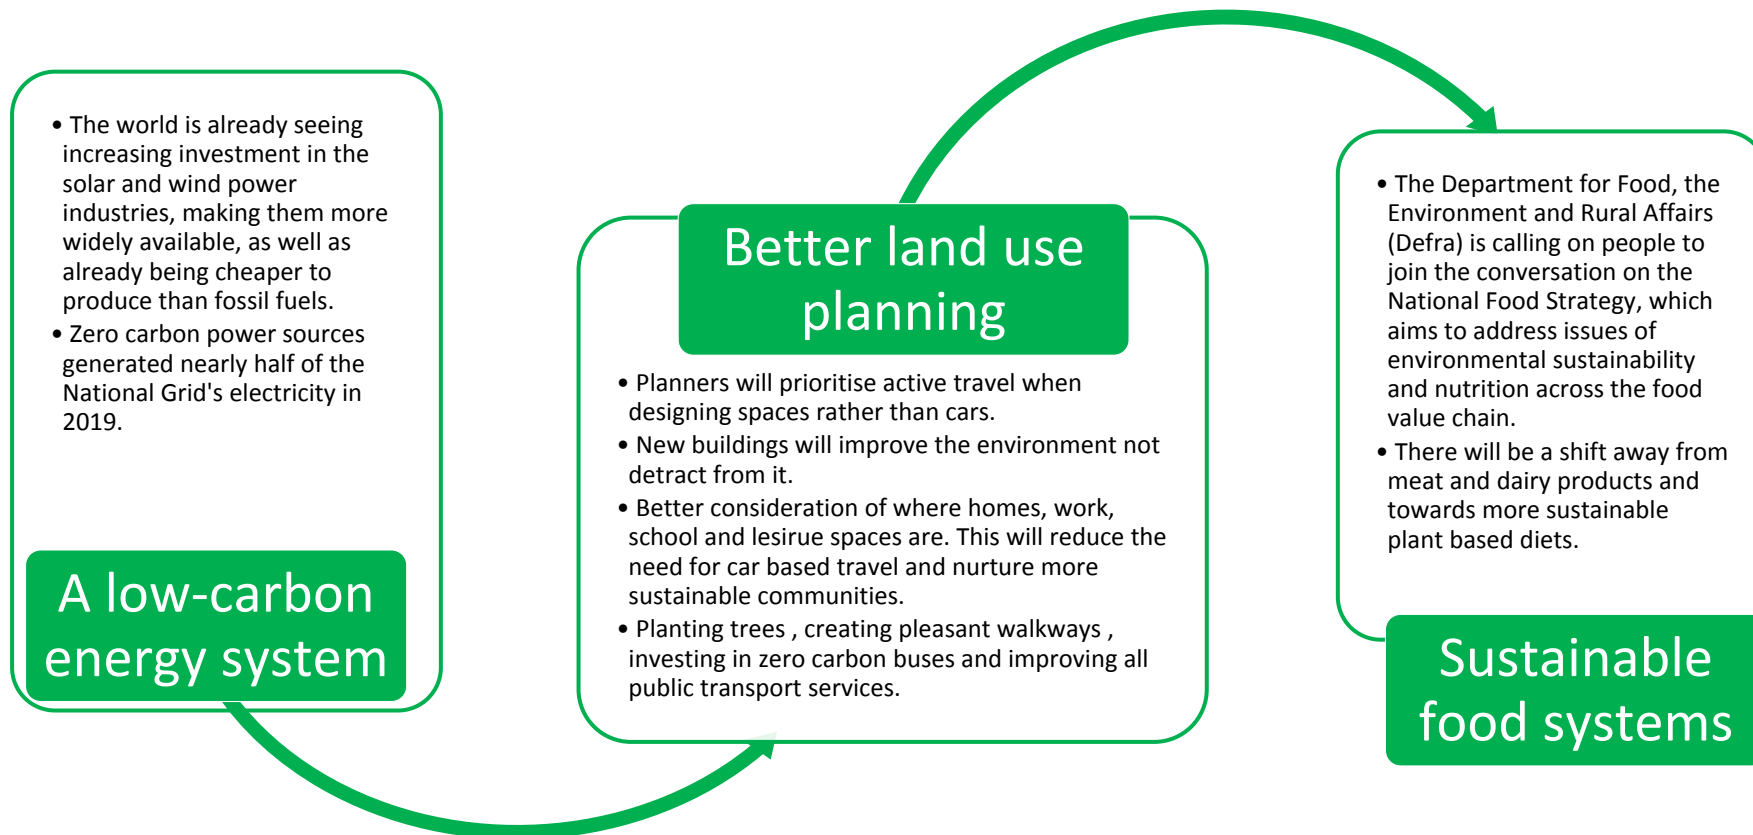 • The world is already seeing
increasing investment in the
solar and wind power
industries, making them more
widely available, as well as
already being cheaper to
produce than fossil fuels.
• Zero carbon power sources
generated nearly half of the
National Grid's electricity in
2019.
A low-carbon
energy system
Better land use
planning
• Planners will prioritise active travel when
designing spaces rather than cars.
• New buildings will improve the environment not
detract from it.
• Better consideration of where homes, work,
school and lesirue spaces are. This will reduce the
need for car based travel and nurture more
sustainable communities.
• Planting trees , creating pleasant walkways ,
investing in zero carbon buses and improving all
public transport services.
• The Department for Food, the
Environment and Rural Affairs
(Defra) is calling on people to
join the conversation on the
National Food Strategy, which
aims to address issues of
environmental sustainability
and nutrition across the food
value chain.
• There will be a shift away from
meat and dairy products and
towards more sustainable
plant based diets.
Sustainable
food systems